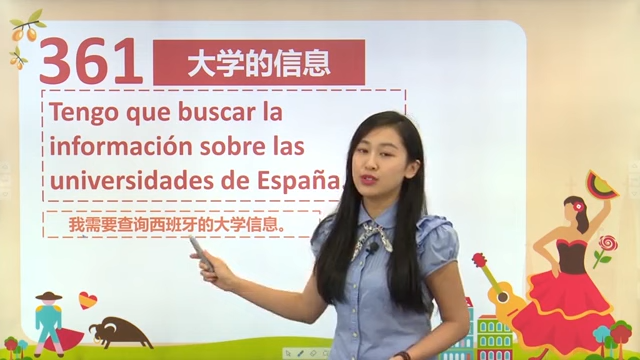 361
大学的信息
Tengo que buscar la
información sobre las
universidades de España.
我需要查询西班牙的大学信息。